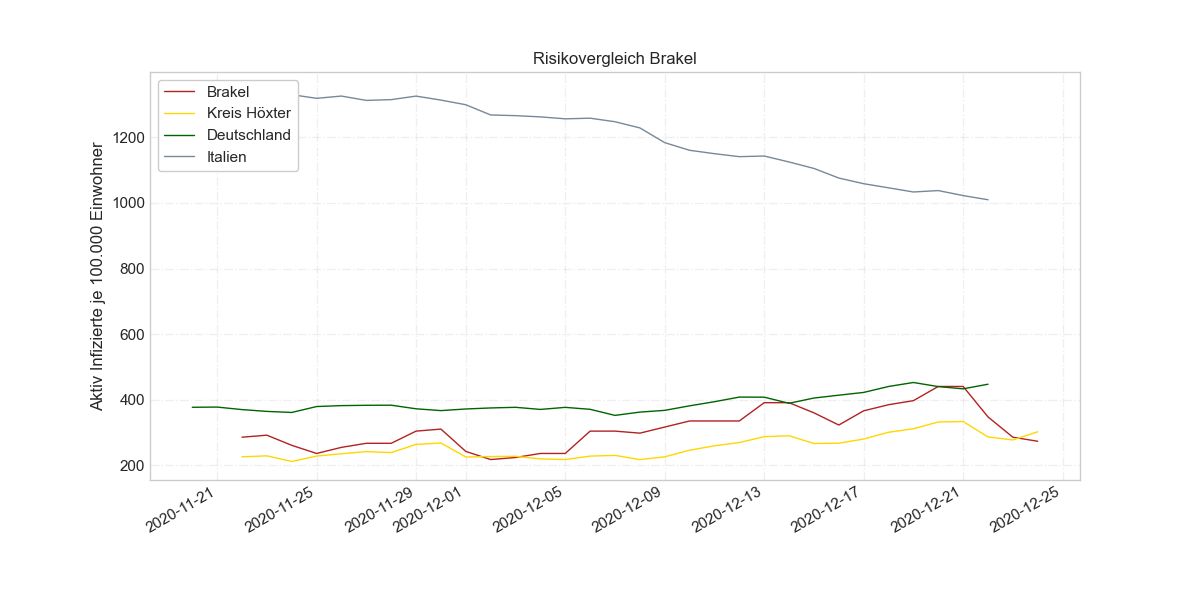 Risikovergleich Brakel
Brakel
Kreis Höxter
Deutschland
Italien
Aktiv Infizierte je 100.000 Einwohner
1200
1000
800
600
400
200
2020-11-21
2020-11-25
2020-11-29
2020-12-01
2020-12-05
2020-12-09
2020-12-13
2020-12-17
2020-12-21
2020-12-25